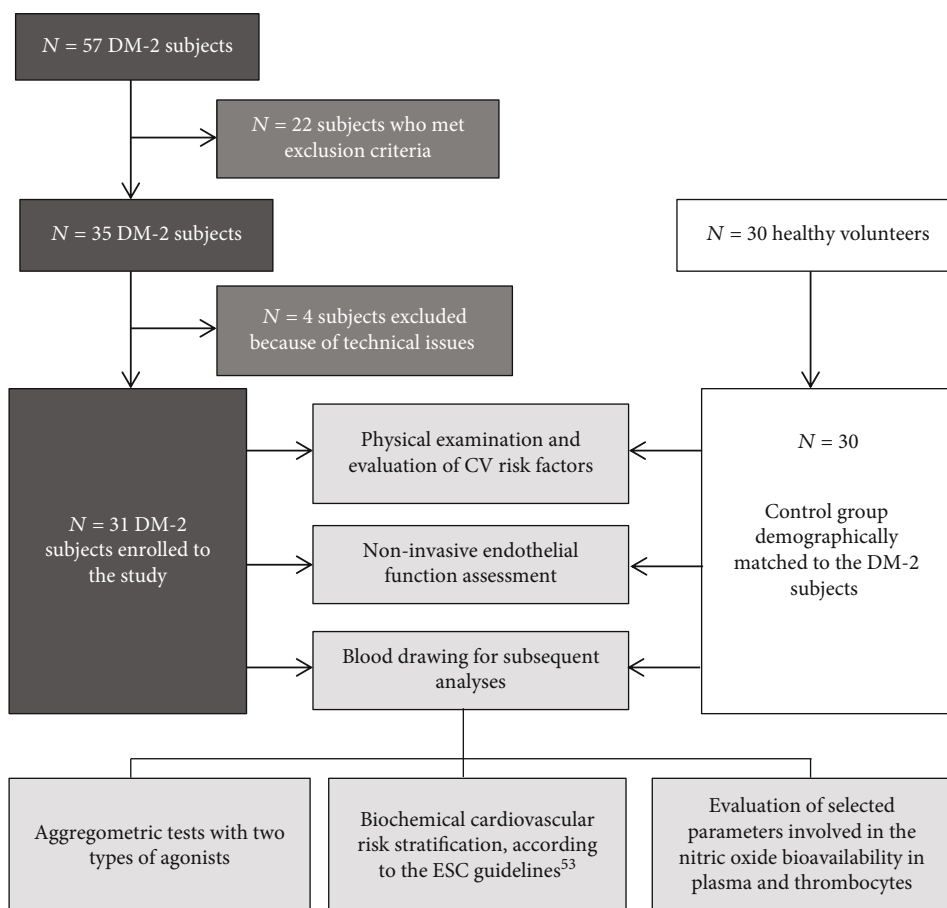 N = 57 DM-2 subjects
N = 22 subjects who met
exclusion criteria
N = 35 DM-2 subjects
N = 30 healthy volunteers
N = 4 subjects excluded
because of technical issues
N = 31 DM-2
subjects enrolled to
the study
Physical examination and
evaluation of CV risk factors
Non-invasive endothelial
function assessment
Blood drawing for subsequent
analyses
N = 30
Control group
demographically
matched to the DM-2
subjects
Aggregometric tests with two
types of agonists
Biochemical cardiovascular
risk stratification, according
to the ESC guidelines53
Evaluation of selected
parameters involved in the
nitric oxide bioavailability in
plasma and thrombocytes